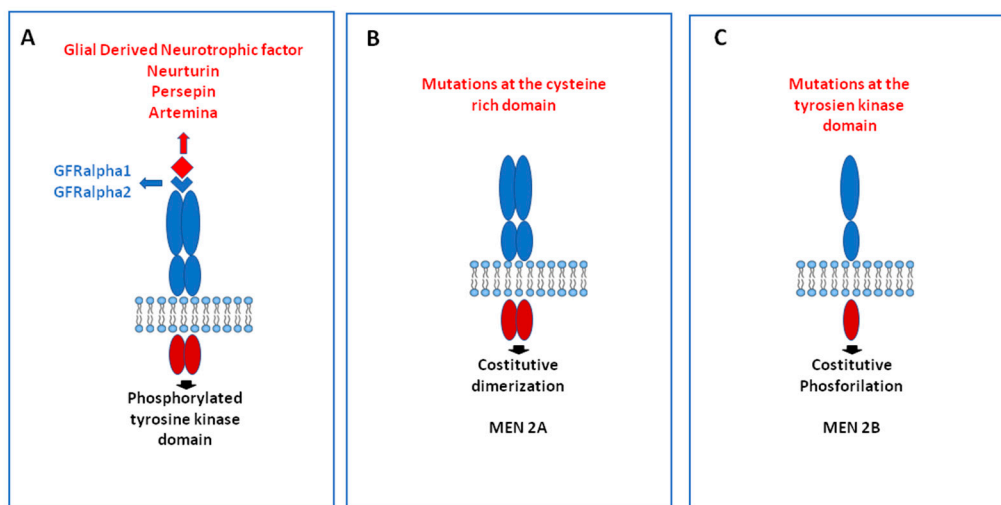 A
Glial Derived Neurotrophic factor
Neurturin
Persepin
Artemina
GFRalpha1
GFRalpha2
Phosphorylated
tyrosine kinase
domain
B
Mutations at the cysteine
rich domain
Costitutive
dimerization
MEN 2A
C
Mutations at the
tyrosien kinase
domain
Costitutive
Phosforilation
MEN 2B